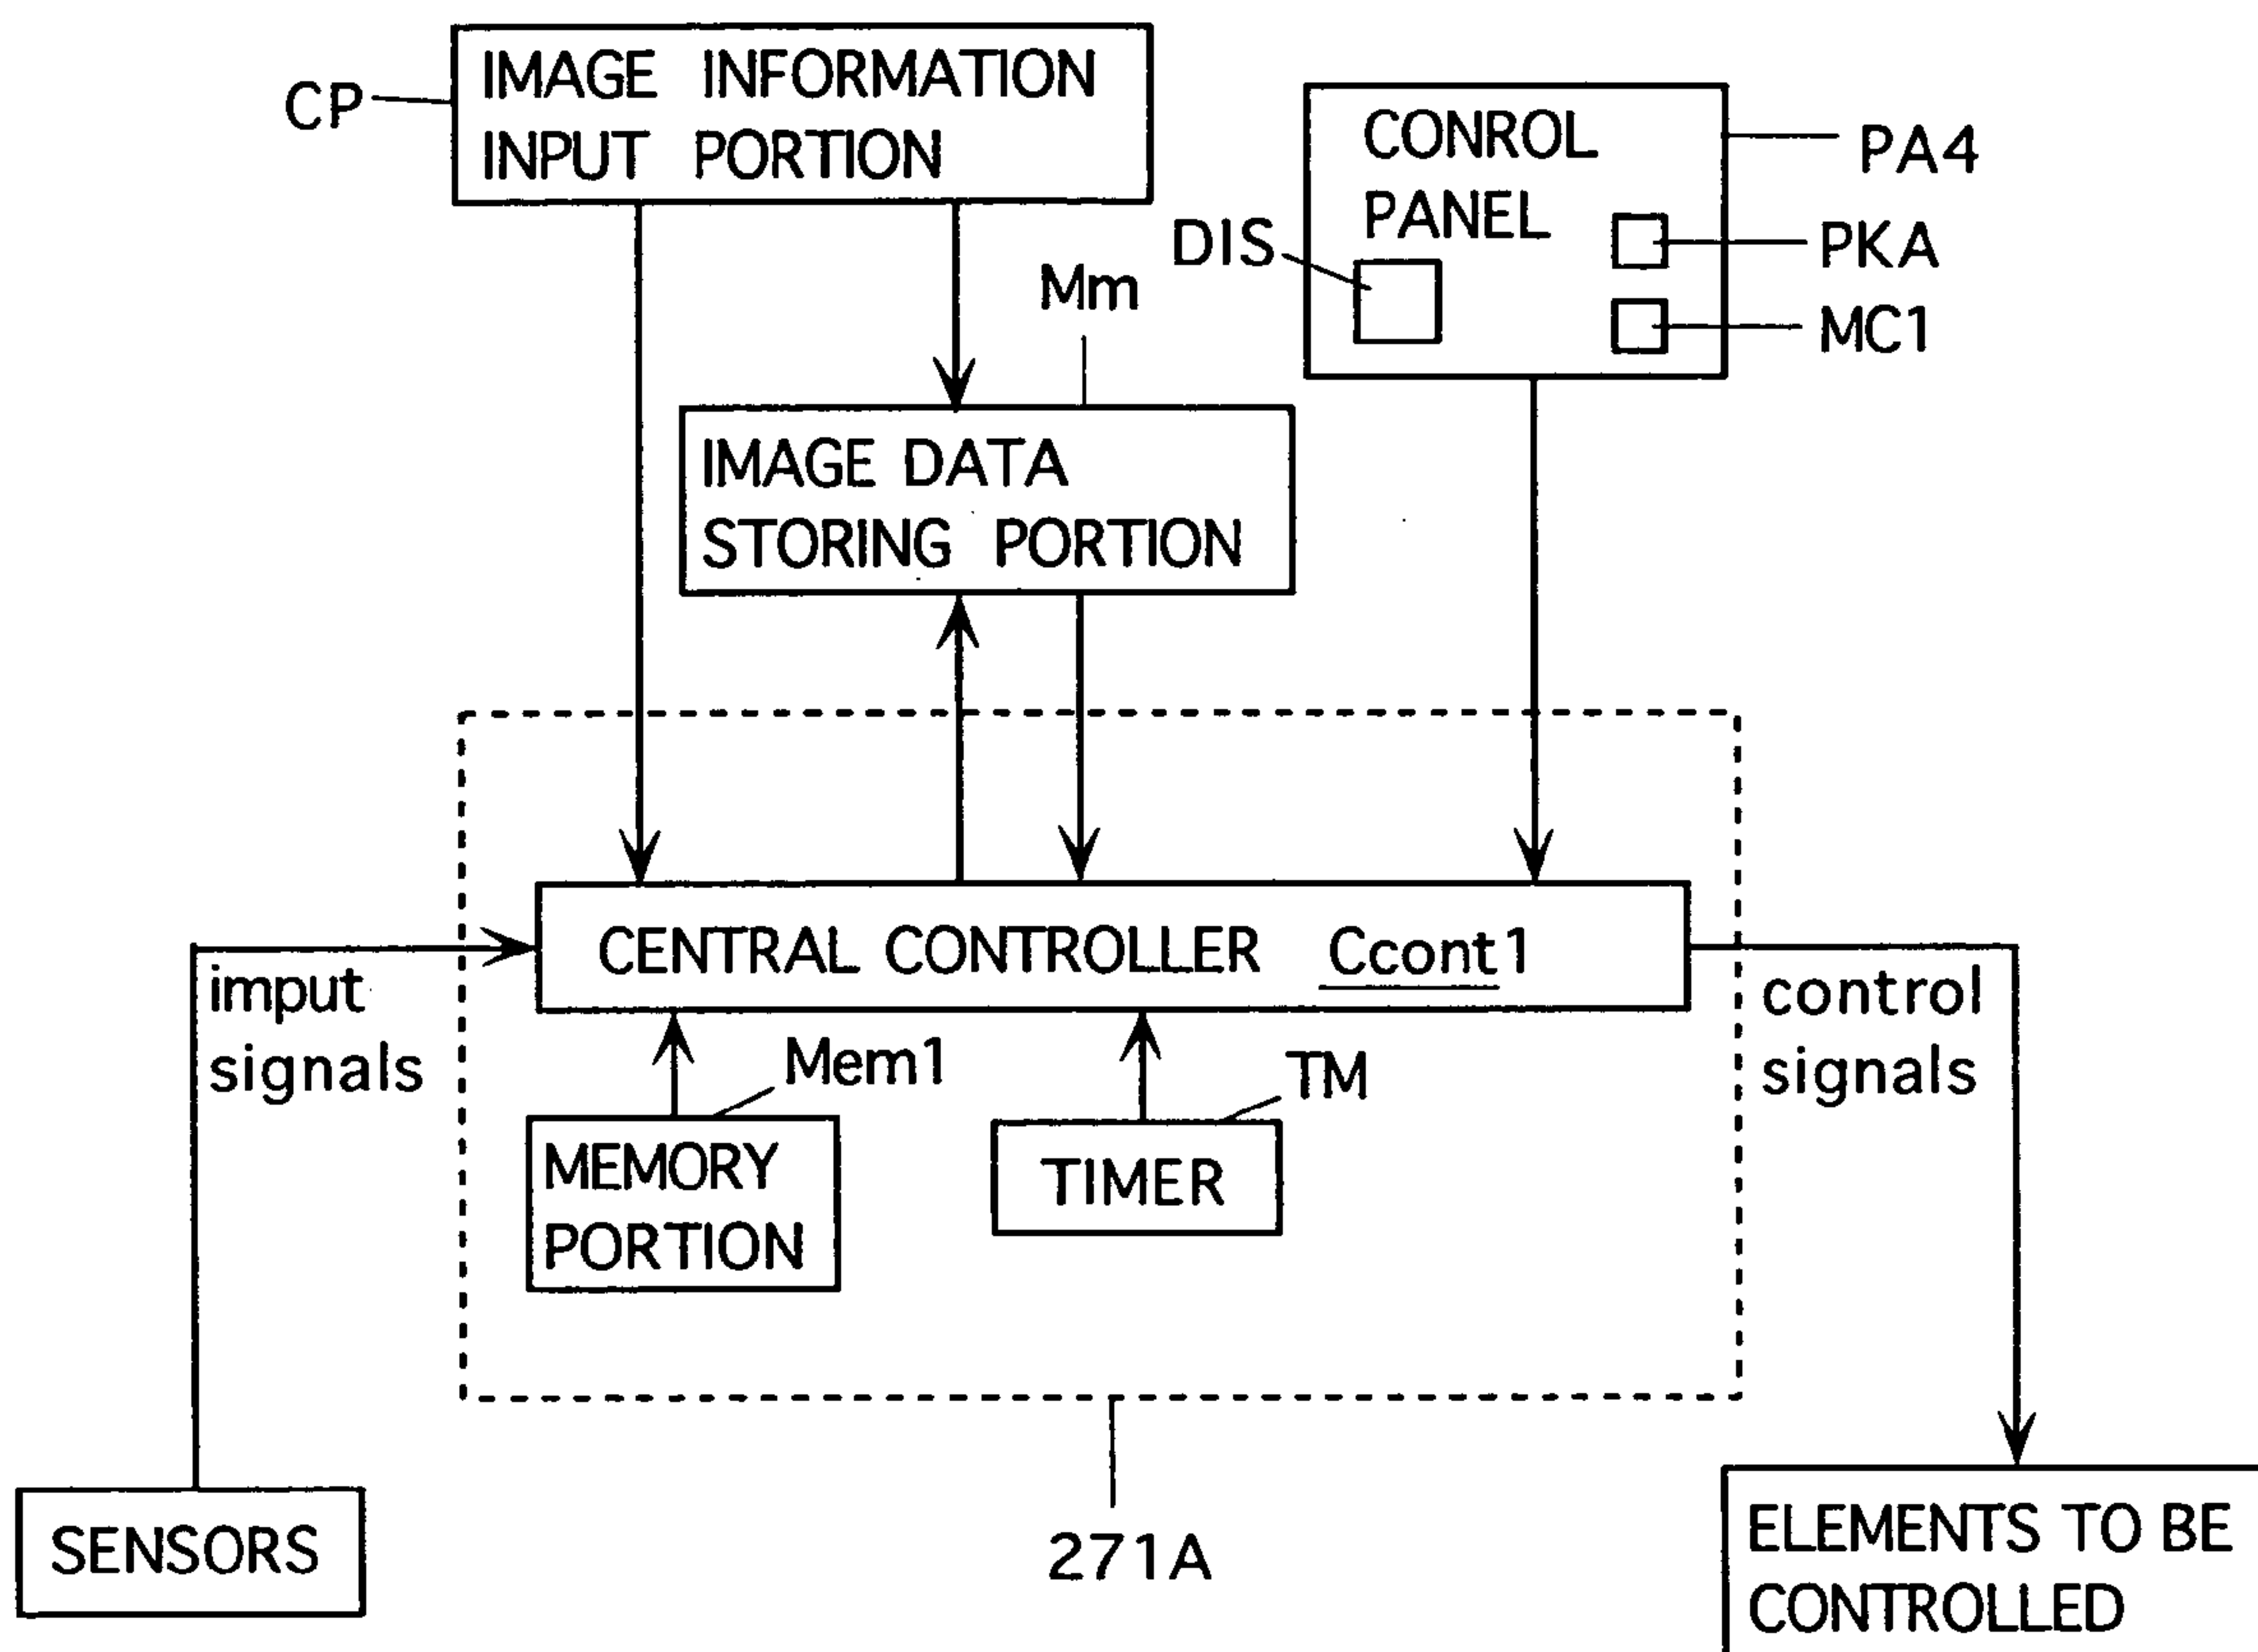 IMAGE INFORMATION
INPUT PORTION
CP
CONROL
PANEL
PA4
PKA
MC1
DIS
Mm
IMAGE DATA
STORING PORTION
CENTRAL CONTROLLER Ccont1
imput
signals
control
signals
Mem1
TM
MEMORY
PORTION
TIMER
SENSORS
271A
ELEMENTS TO BE
CONTROLLED